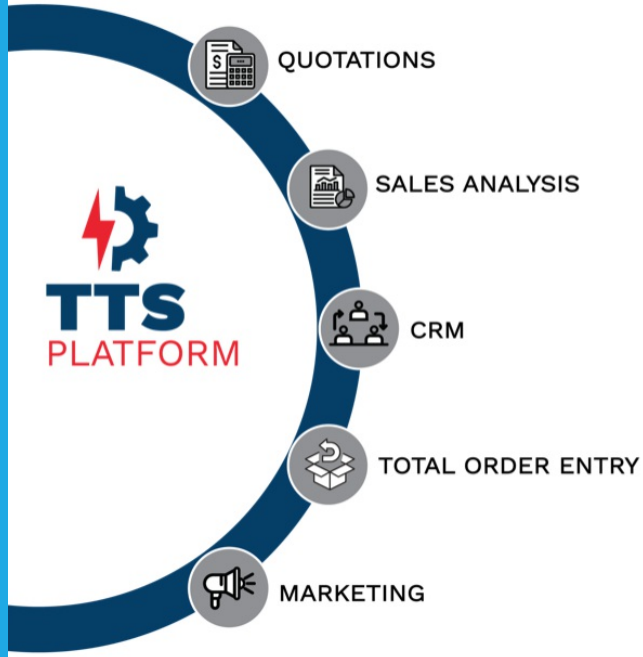 QUOTATIONS
SALES ANALYSIS
TTS
PLATFORM
CRM
TOTAL ORDER ENTRY
MARKETING